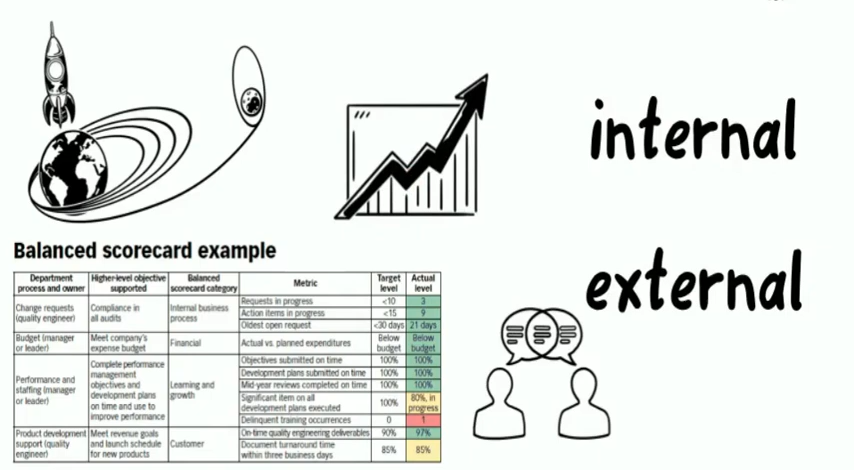 internal
external
Balanced scorecard example
Department process and owner | Higher-level objective supported | Balanced scorecard category | Metric | Target level | Actual level
Change requests (quality engineer) | Compliance in all audits | Internal business process | Requests in progress | <10 | 3
Action items in progress | <15 | 9
Oldest open request | <30 days | 21 days
Budget (manager or leader) | Meet company's expense budget | Financial | Actual vs. planned expenditures | Below budget | Below budget
Performance and staffing (manager or leader) | Complete performance management objectives and development plans on time and use to improve performance | Learning and growth | Objectives submitted on time | 100% | 100%
Development plans submitted on time | 100% | 100%
Mid-year reviews completed on time | 100% | 100%
Significant item on all development plans executed | 100% | 80%, in progress
Delinquent training occurrences | 0 | 1
Product development support (quality engineer) | Meet revenue goals and launch schedule for new products | Customer | On-time quality engineering deliverables | 90% | 97%
Document turnaround time within three business days | 85% | 85%